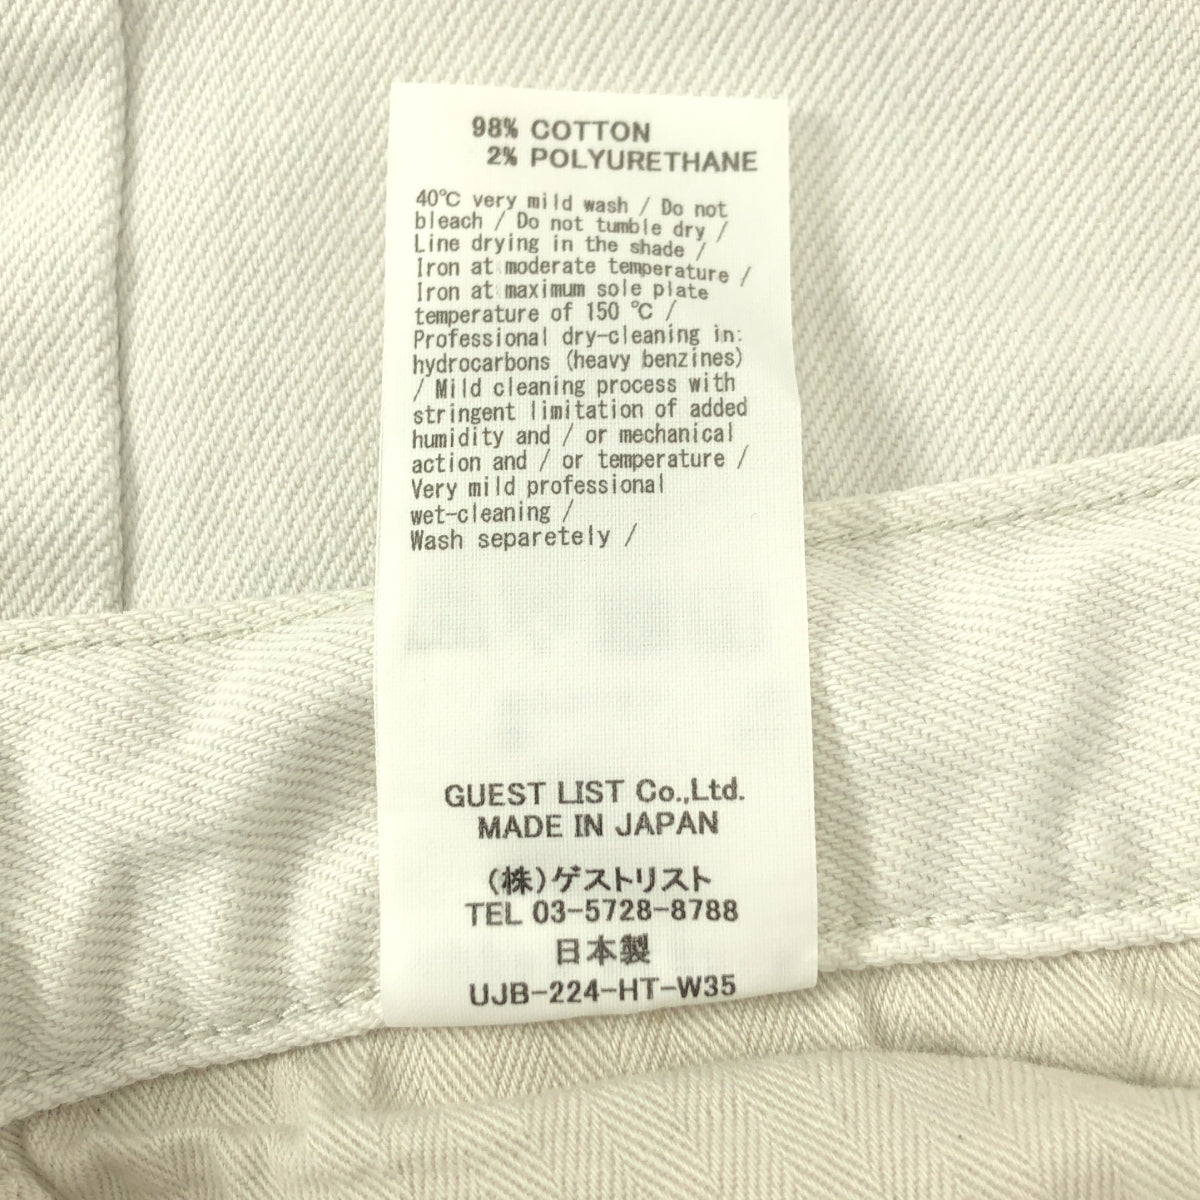 98% COTTON
2% POLYURETHANE
40℃ very mild wash / Do not
bleach / Do not tumble dry /
Line drying in the shade /
Iron at moderate temperature /
Iron at maximum sole plate
temperature of 150 ℃ /
Professional dry-cleaning in:
hydrocarbons (heavy benzines)
/ Mild cleaning process with
stringent limitation of added
humidity and / or mechanical
action and / or temperature /
Very mild professional
wet-cleaning /
Wash separetely /
GUEST LIST Co.,Ltd.
MADE IN JAPAN
(株)ゲストリスト
TEL 03-5728-8788
日本製
UJB-224-HT-W35